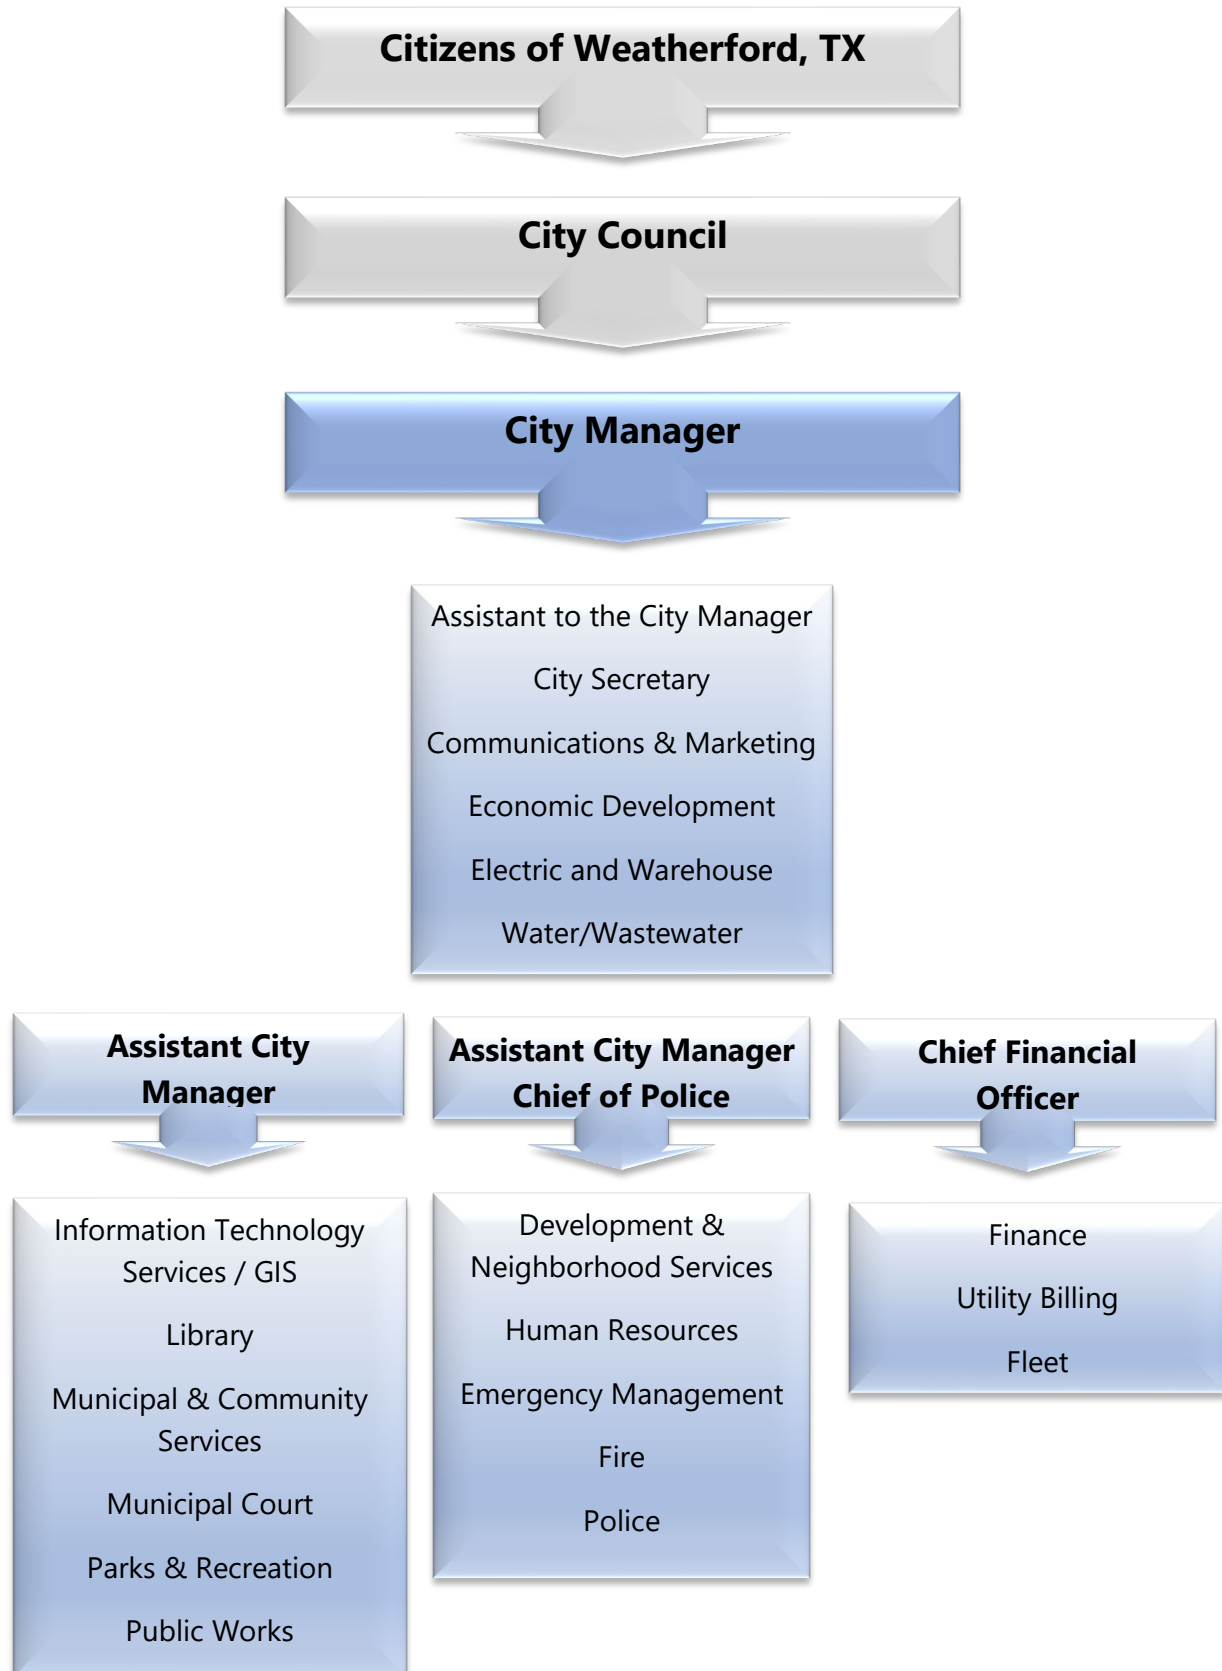 Citizens of Weatherford, TX
City Council
City Manager
Assistant to the City Manager
City Secretary
Communications & Marketing
Economic Development
Electric and Warehouse
Water/Wastewater
Assistant City
Manager
Information Technology
Services / GIS
Library
Municipal & Community
Services
Municipal Court
Parks & Recreation
Public Works
Assistant City Manager
Chief of Police
Development &
Neighborhood Services
Human Resources
Emergency Management
Fire
Police
Chief Financial
Officer
Finance
Utility Billing
Fleet